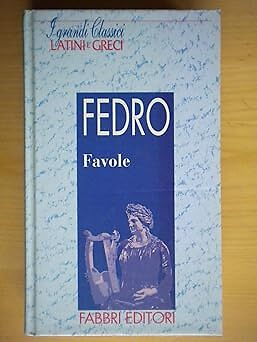 I grandi Classici
LATINI E GRECI
FEDRO
Favole
FABBRI EDITORI